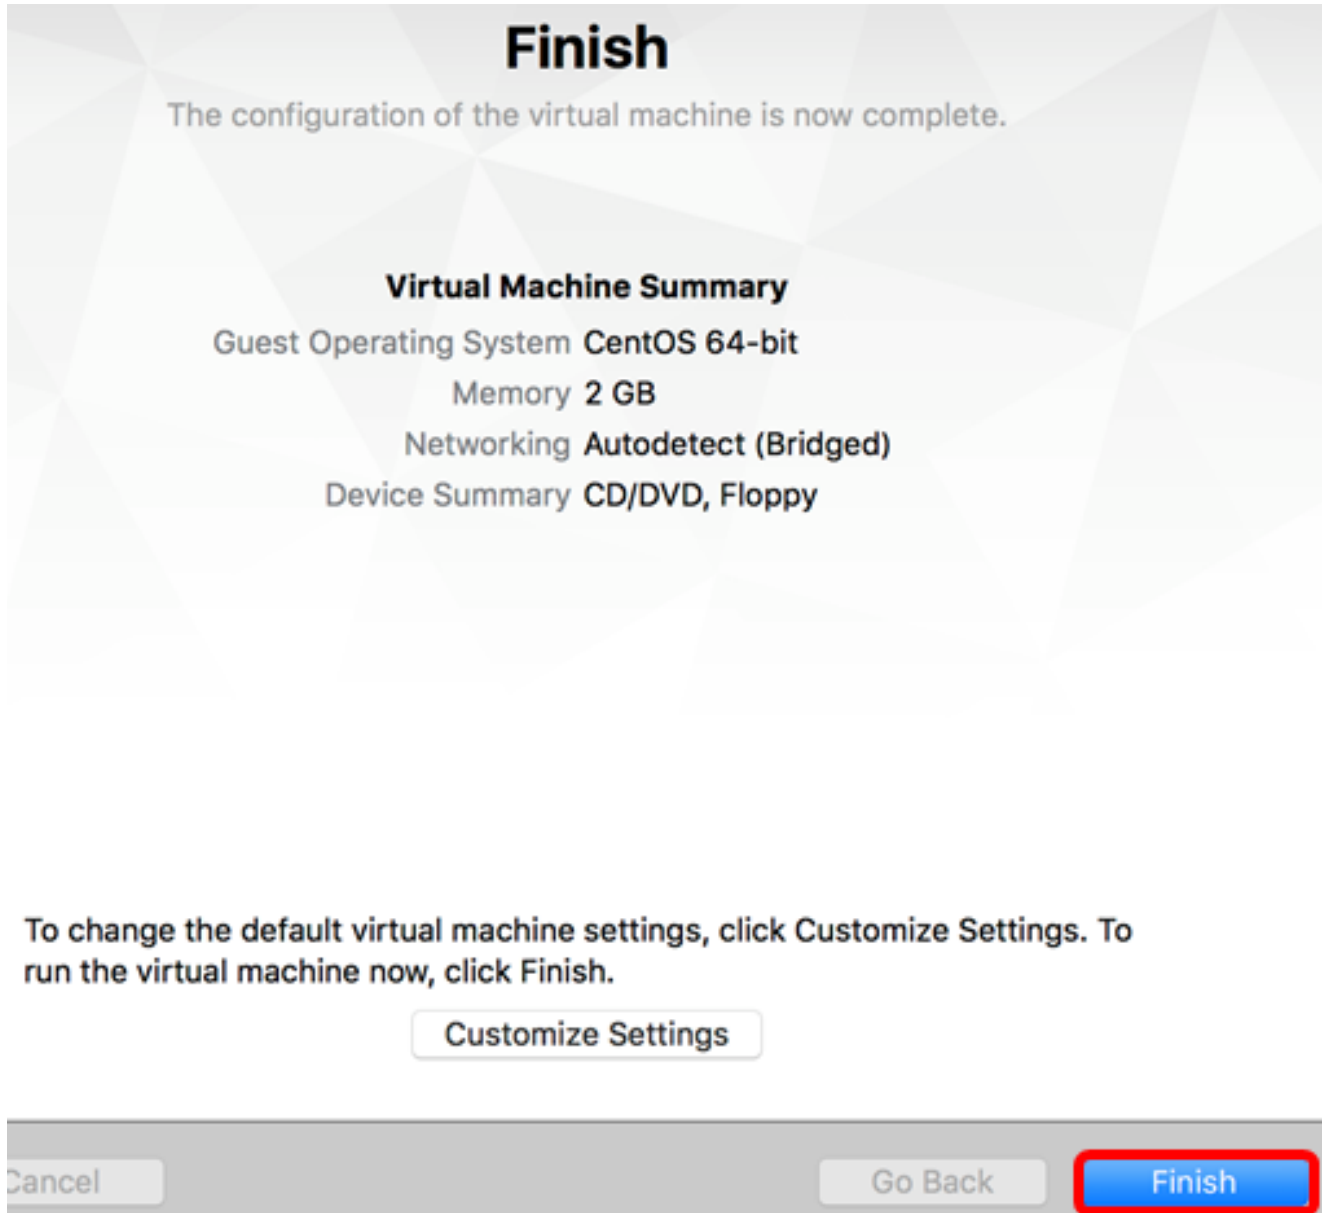 Finish
The configuration of the virtual machine is now complete.
Virtual Machine Summary
Guest Operating System CentOS 64-bit
Memory 2 GB
Networking Autodetect (Bridged)
Device Summary CD/DVD, Floppy
To change the default virtual machine settings, click Customize Settings. To
run the virtual machine now, click Finish.
Customize Settings
Cancel Go Back Finish